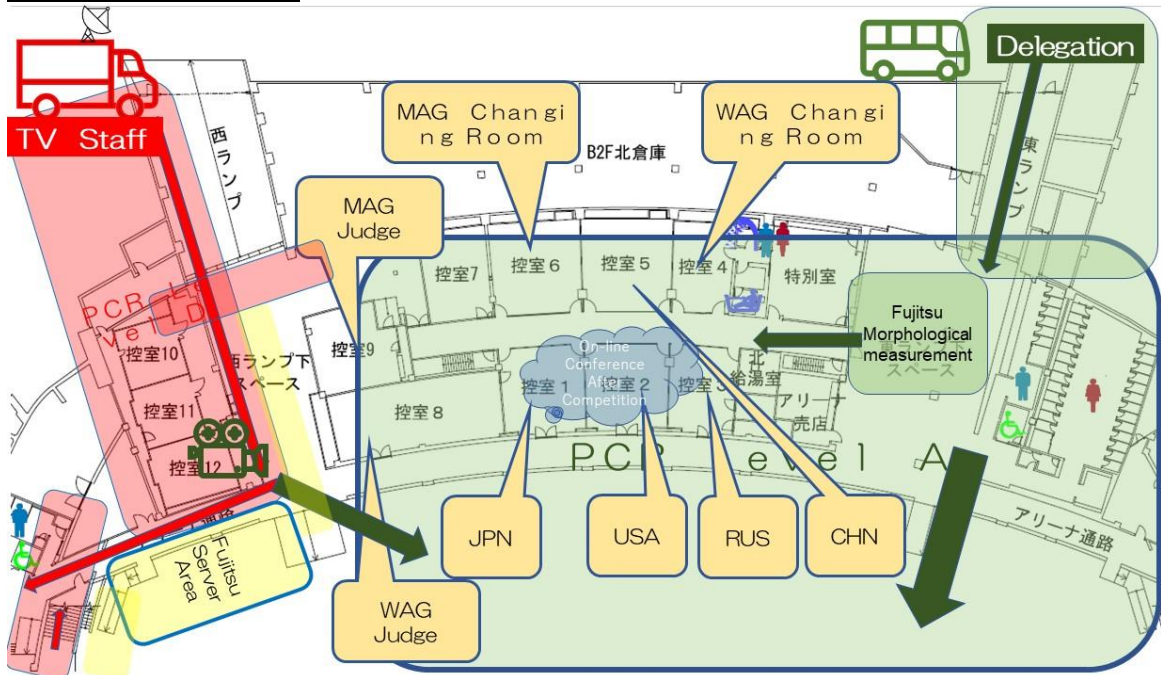 Delegation
TV Staff
西ランプ
MAG Changi
ng Room
WAG Changi
ng Room
B2F北倉庫
東ランプ
MAG
Judge
控室7
控室6
控室5
控室4
特別室
PCR Le
vel D
Fujitsu
Morphological
measurement
控室10
西ランプ下
スペース
控室9
On-line
Conference
After
Competition
控室1
控室2
控室3
北
給湯室
スペース
アリーナ
売店
控室11
控室8
控室12
PCR Level A
通路
アリーナ通路
Fujitsu
Server
Area
JPN
USA
RUS
CHN
WAG
Judge